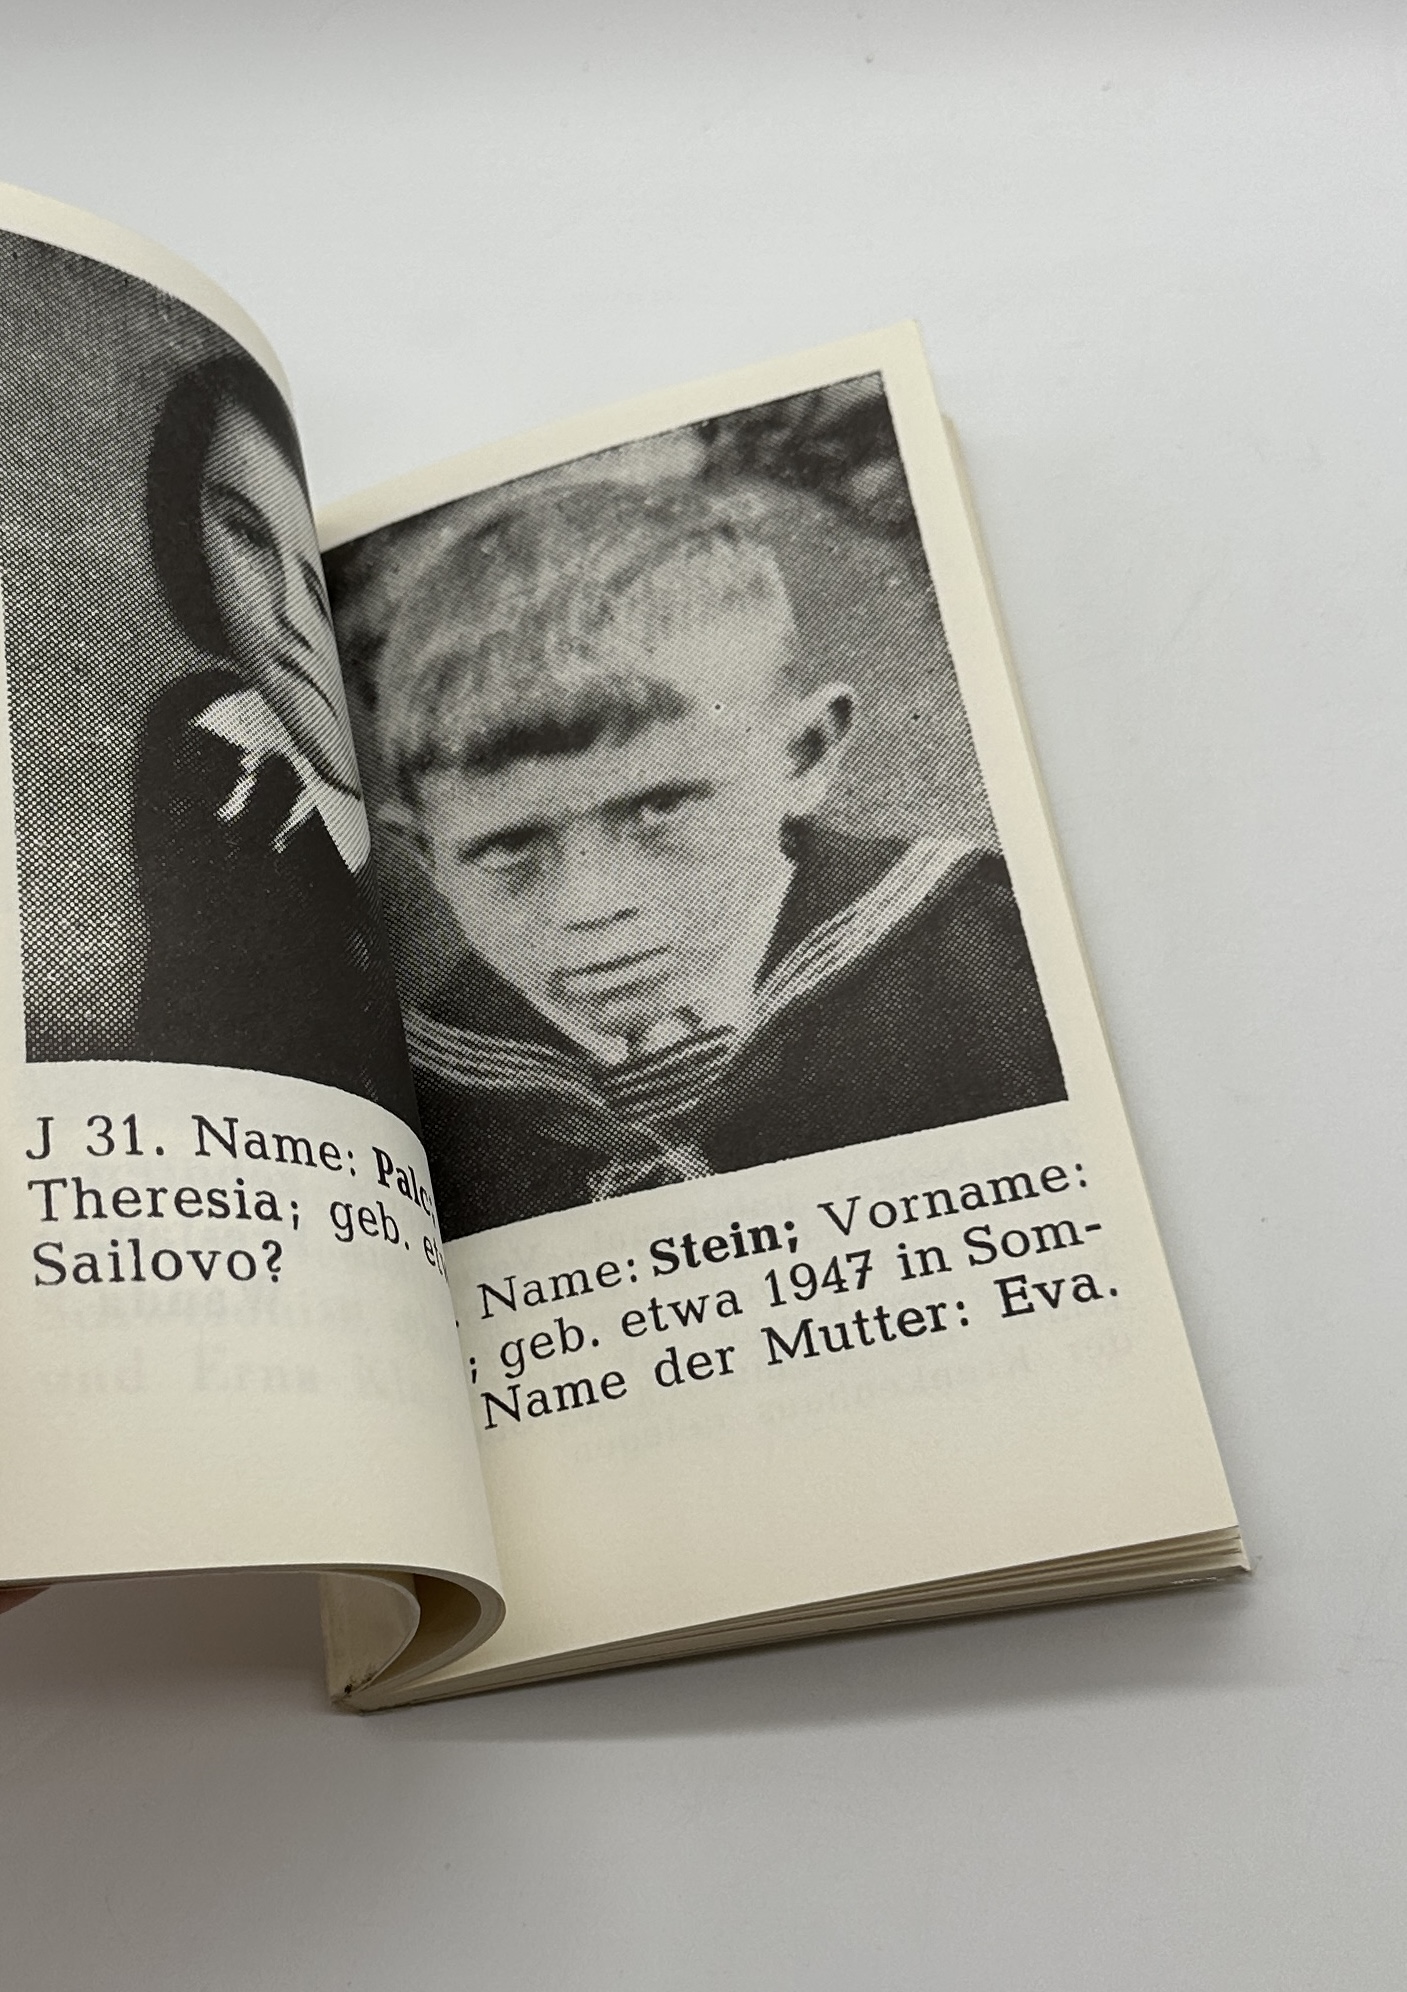 J 31. Name: Palc;
Theresia; geb.
Sailovo?
. Name: Stein; Vorname:
; geb. etwa 1947 in Som-
Name der Mutter: Eva.